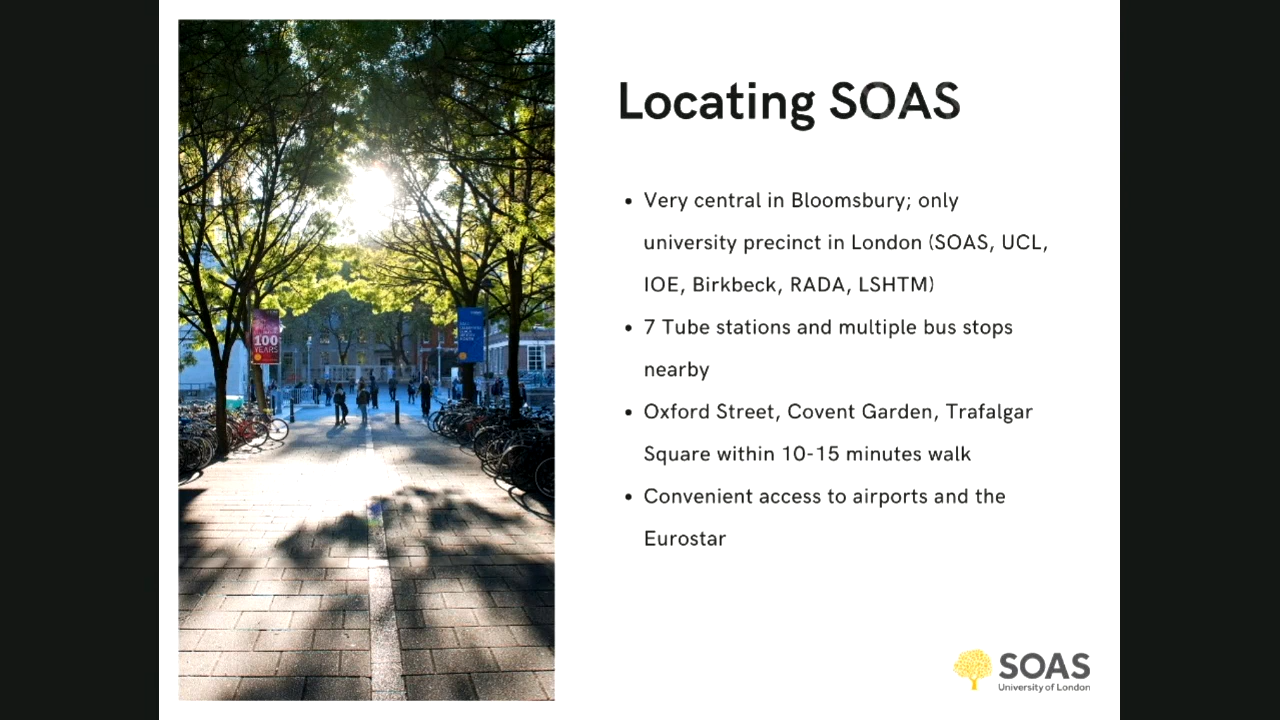 Locating SOAS
• Very central in Bloomsbury; only
university precinct in London (SOAS, UCL,
IOE, Birkbeck, RADA, LSHTM)
• 7 Tube stations and multiple bus stops
nearby
• Oxford Street, Covent Garden, Trafalgar
Square within 10-15 minutes walk
• Convenient access to airports and the
Eurostar
100
YEARS
SOAS
University of London